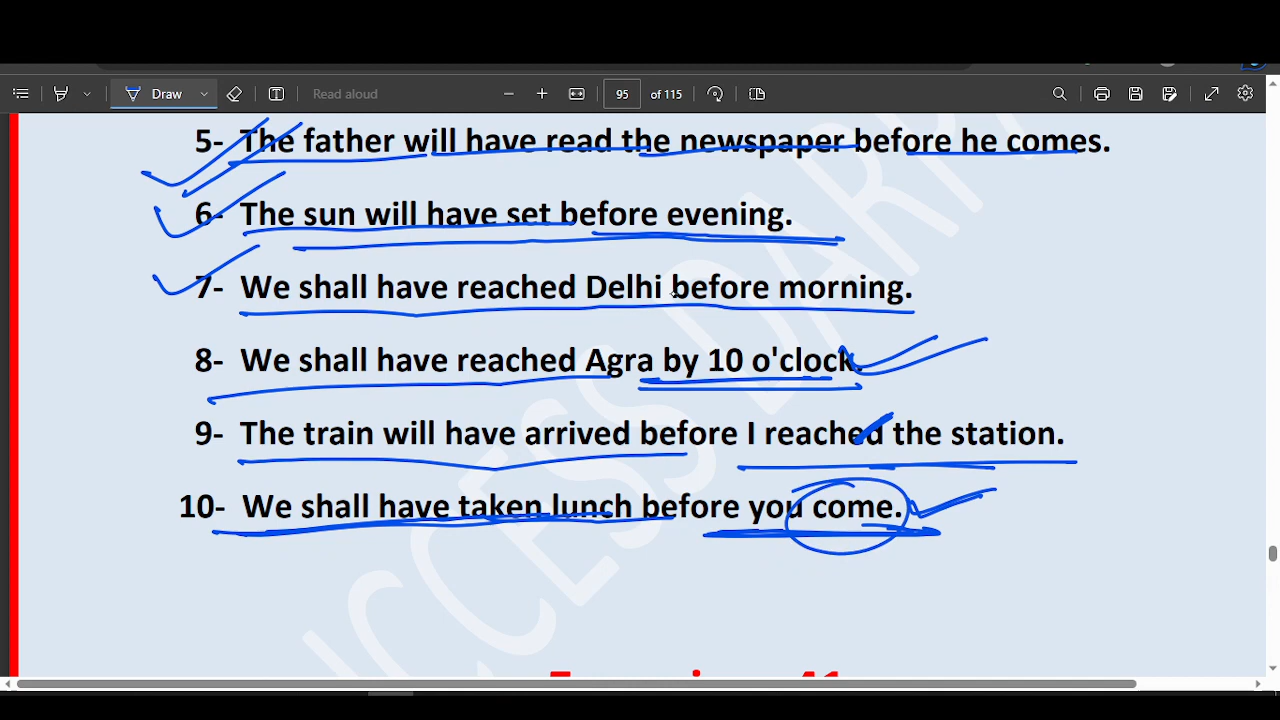 Draw
Read aloud
95 of 115
5- The father will have read the newspaper before he comes.
6- The sun will have set before evening.
7- We shall have reached Delhi before morning.
8- We shall have reached Agra by 10 o'clock.
9- The train will have arrived before I reached the station.
10- We shall have taken lunch before you come.